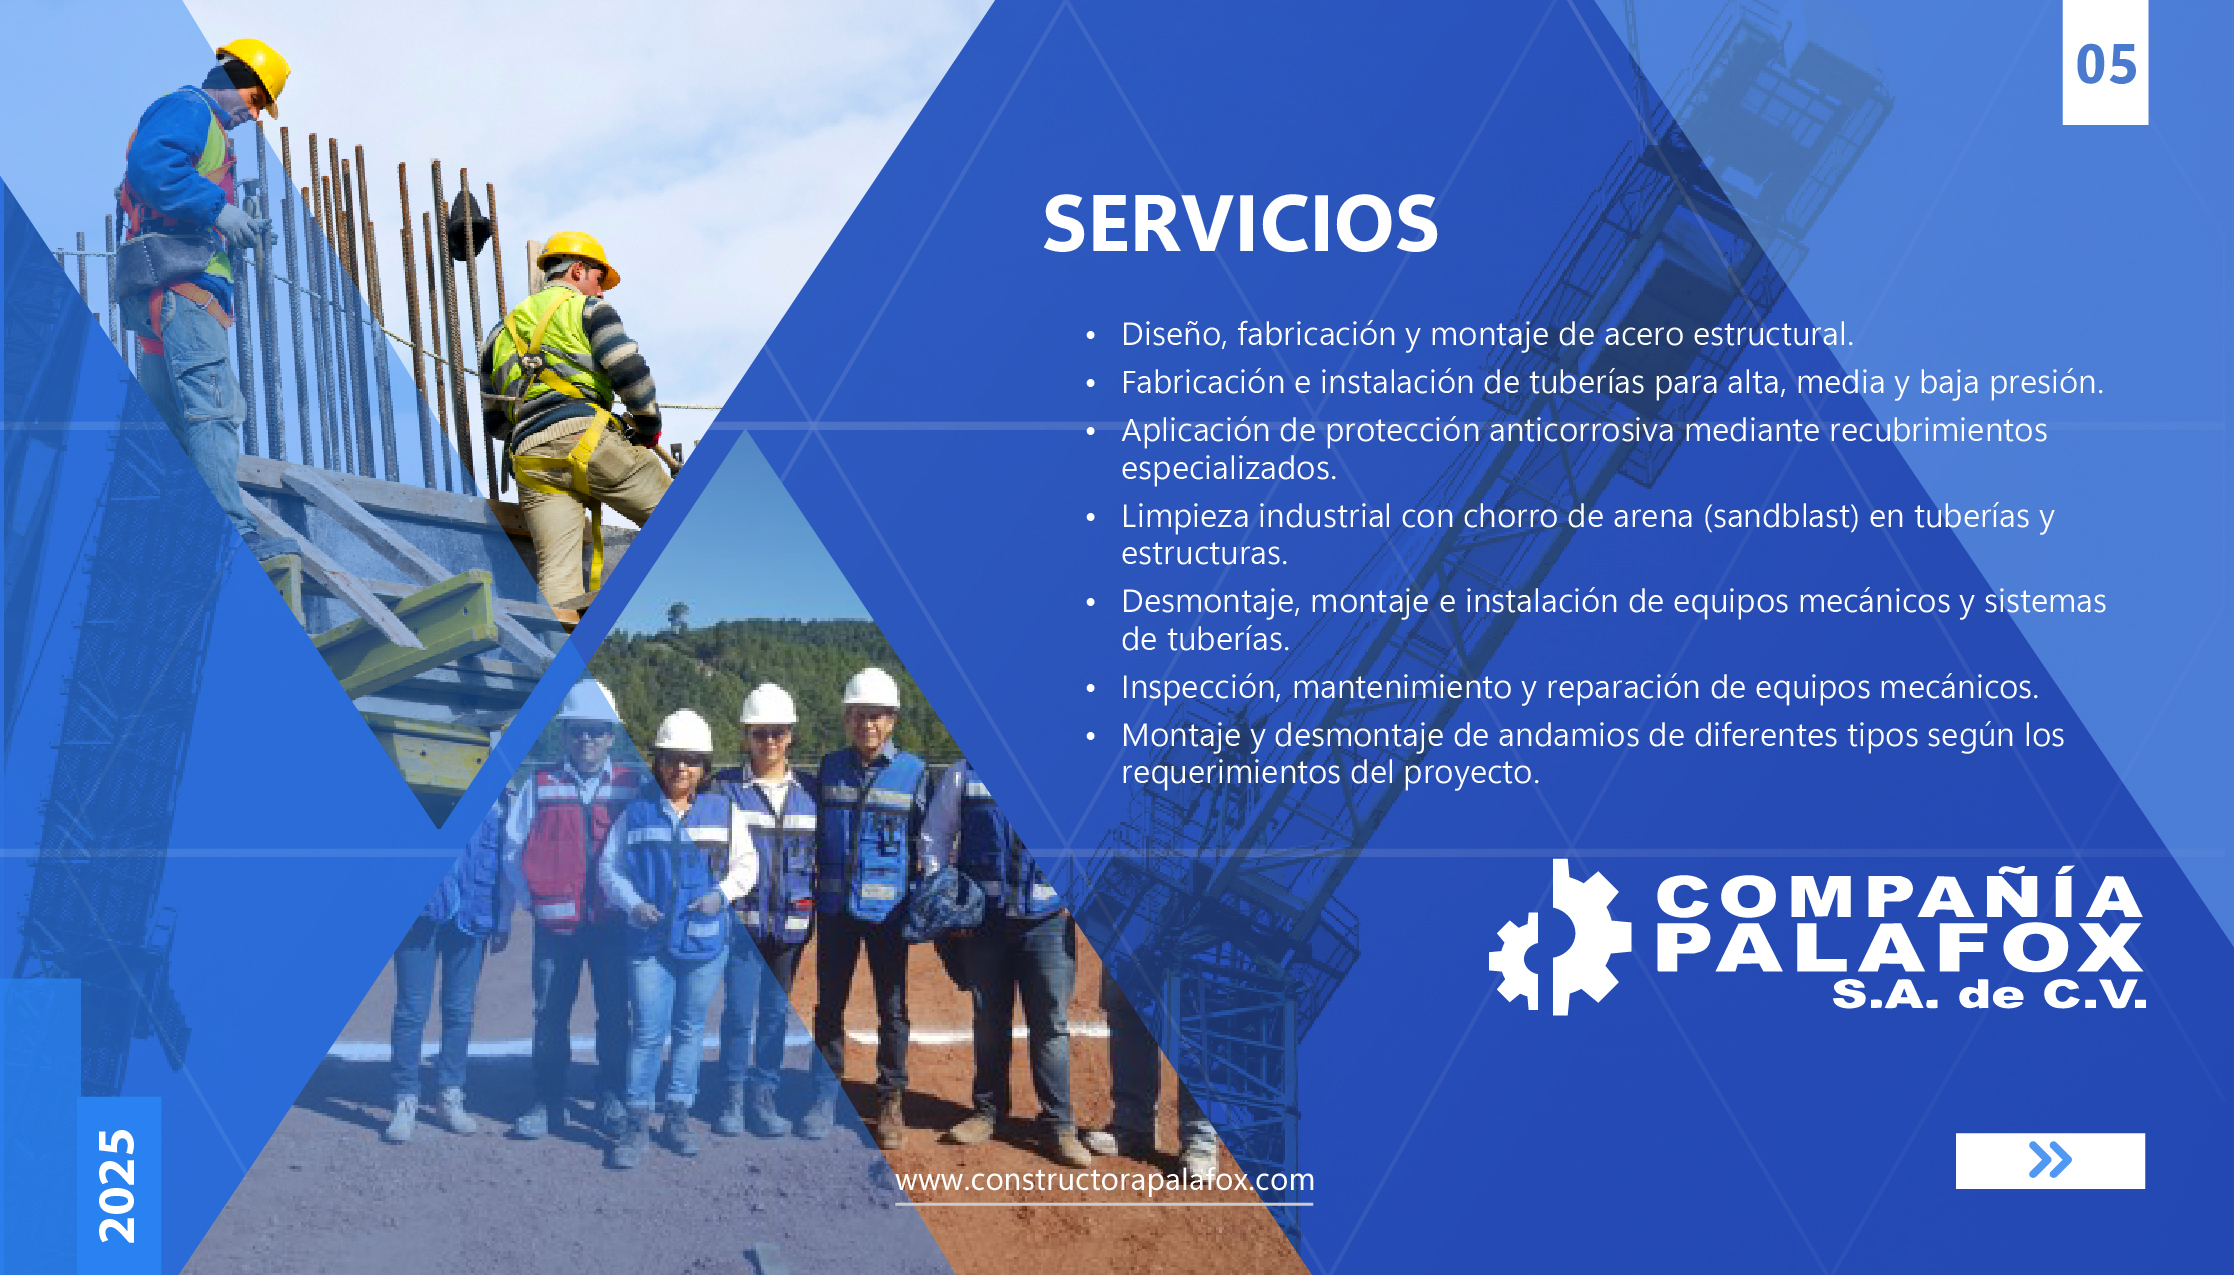 05
SERVICIOS
• Diseño, fabricación y montaje de acero estructural.
• Fabricación e instalación de tuberías para alta, media y baja presión.
• Aplicación de protección anticorrosiva mediante recubrimientos
especializados.
• Limpieza industrial con chorro de arena (sandblast) en tuberías y
estructuras.
• Desmontaje, montaje e instalación de equipos mecánicos y sistemas
de tuberías.
• Inspección, mantenimiento y reparación de equipos mecánicos.
• Montaje y desmontaje de andamios de diferentes tipos según los
requerimientos del proyecto.
COMPAÑÍA
PALAFOX
S.A. de C.V.
2025
www.constructorapalafox.com